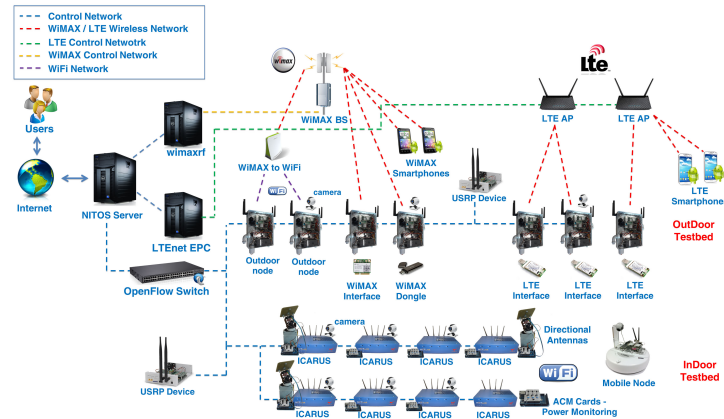 Control Network
WiMAX / LTE Wireless Network
LTE Control Netwotrk
WiMAX Control Network
WiFi Network
wimax
Lte
Users
WiMAX BS
LTE AP
LTE AP
wimaxrf
WiMAX to WiFi
WiMAX
Smartphones
Internet
NITOS Server
WiFi
camera
USRP Device
LTE
Smartphone
LTEnet EPC
OutDoor
Testbed
Outdoor
node
Outdoor
node
WiMAX
Interface
WiMAX
Dongle
LTE
Interface
LTE
Interface
LTE
Interface
OpenFlow Switch
camera
Directional
Antennas
ICARUS
ICARUS
ICARUS
ICARUS
WiFi
Mobile Node
InDoor
Testbed
USRP Device
ICARUS
ICARUS
ICARUS
ICARUS
ACM Cards -
Power Monitoring